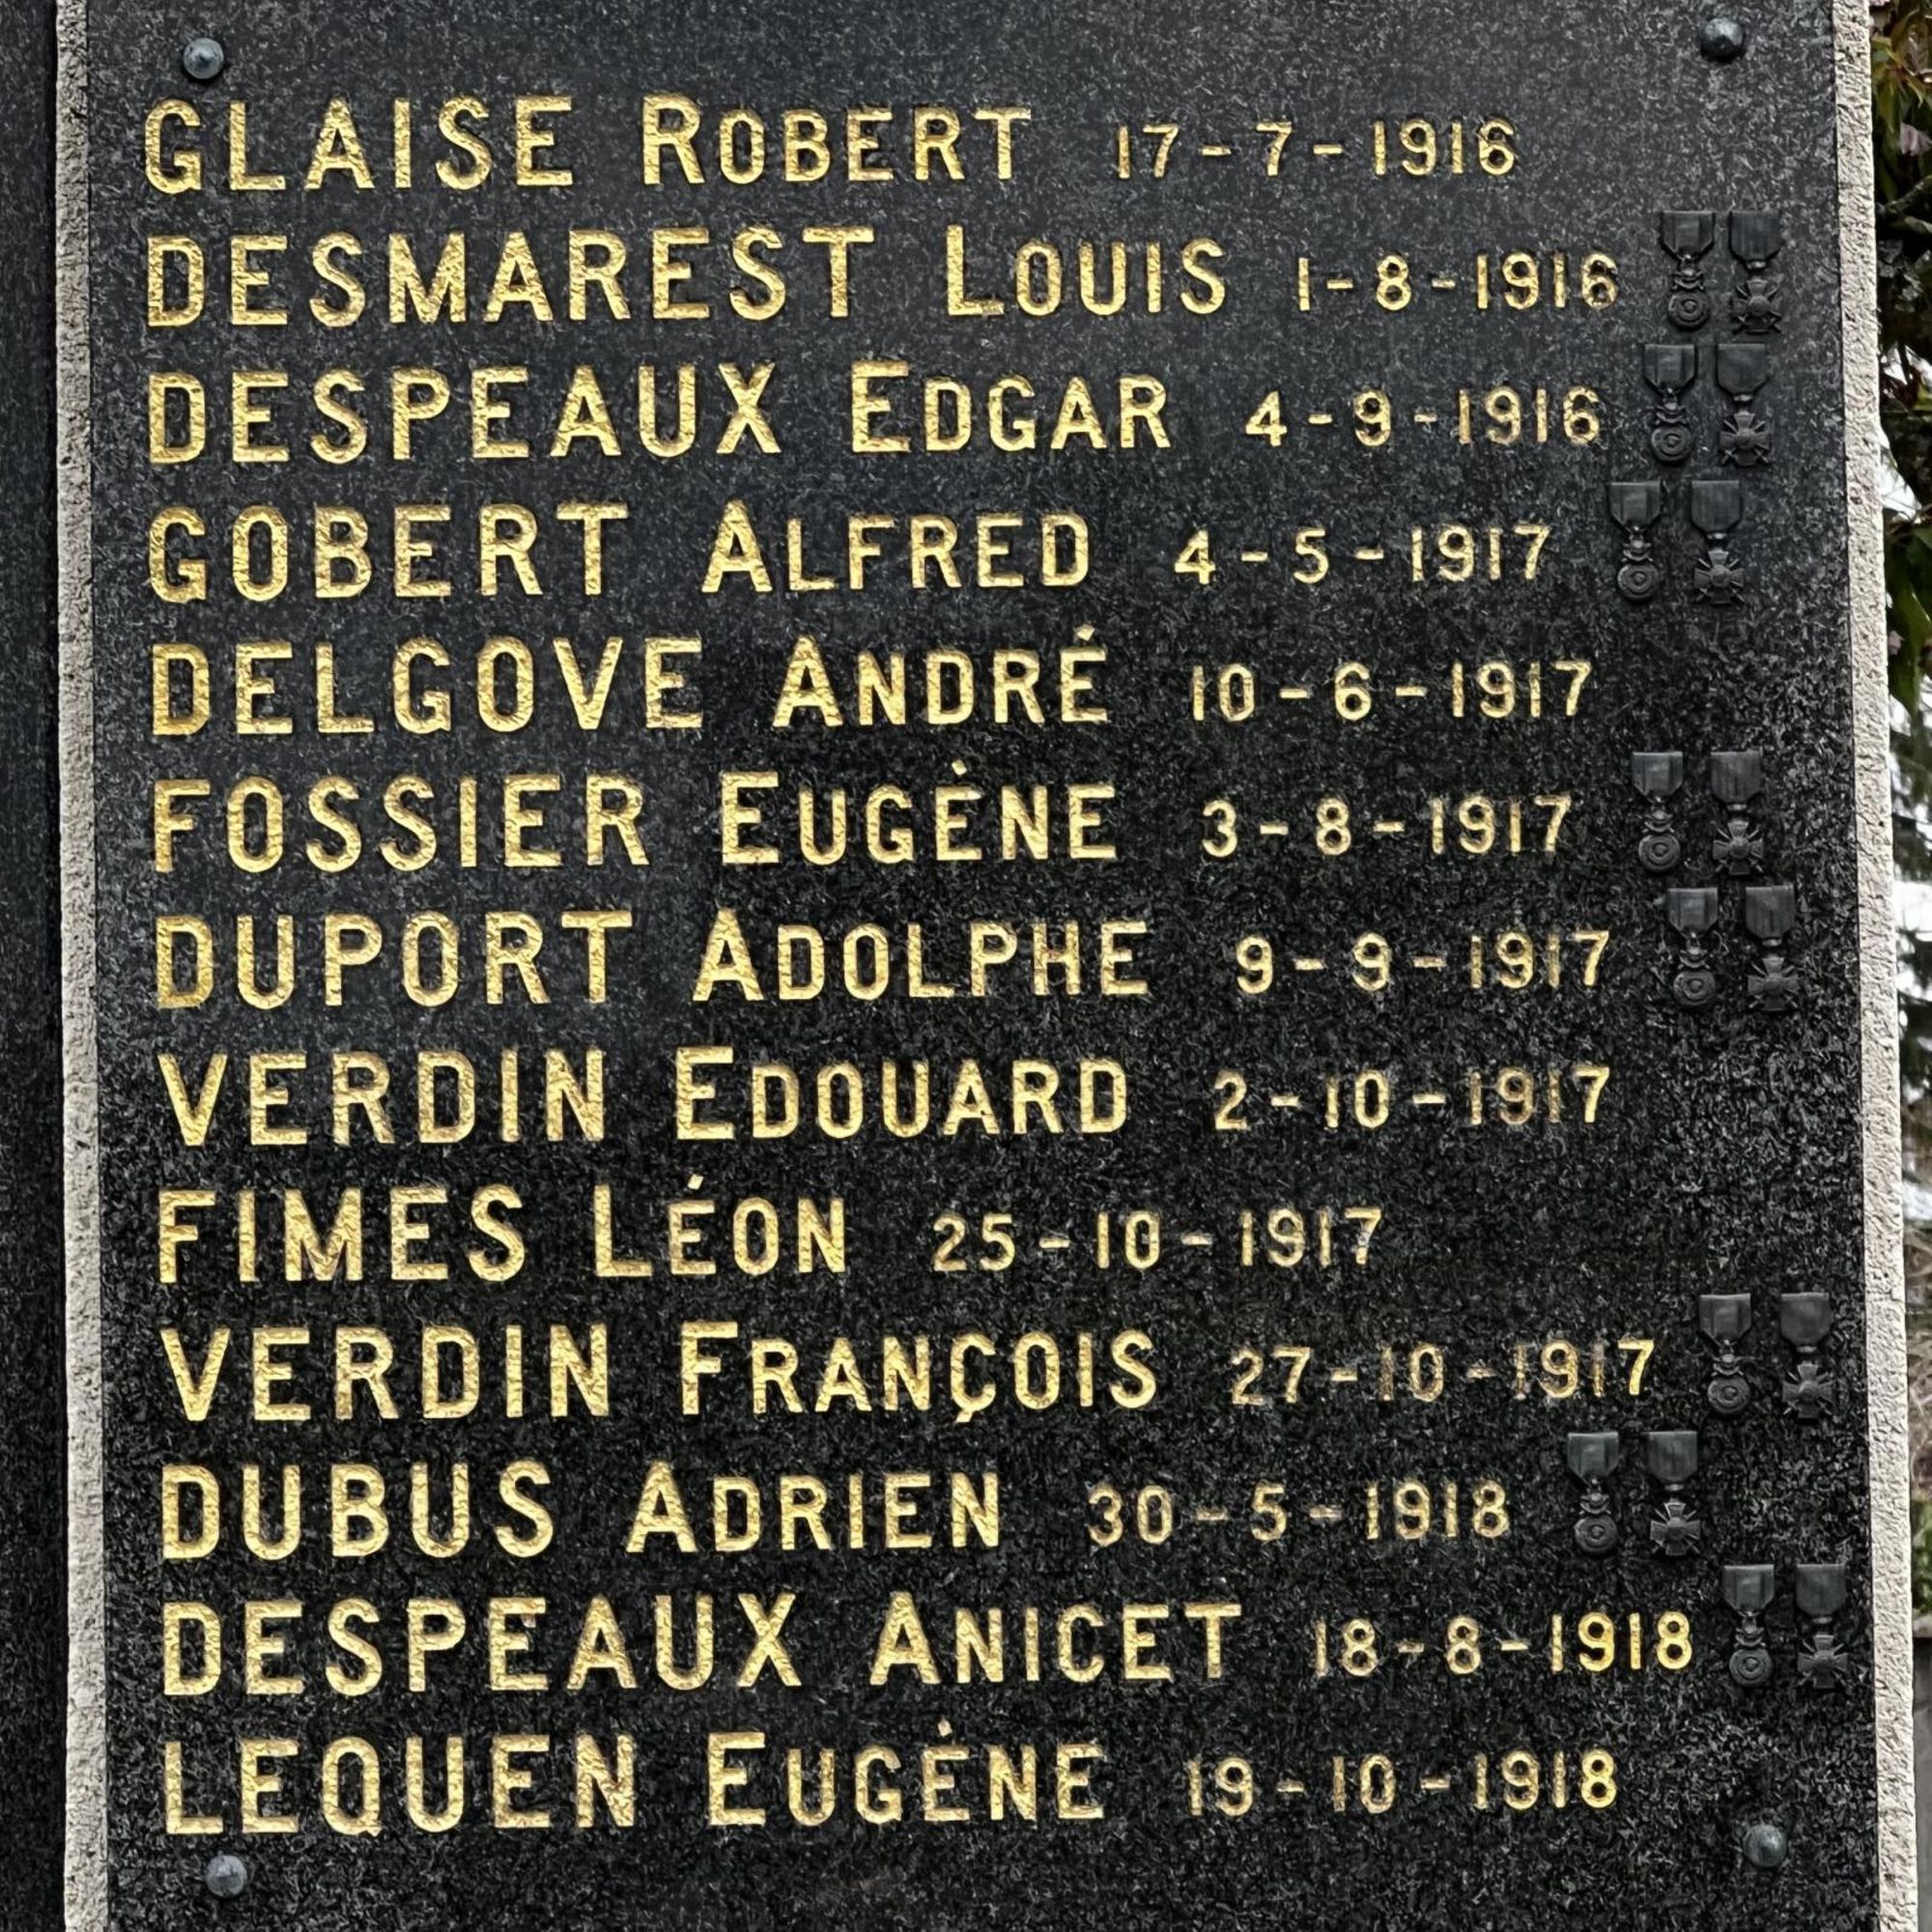 GLAISE ROBERT 17-7-1916
DESMAREST LOUIS 1-8-1916
DESPEAUX EDGAR 4-9-1916
GOBERT ALFRED 4-5-1917
DELGOVE ANDRÉ 10-6-1917
FOSSIER EUGÈNE 3-8-1917
DUPORT ADOLPHE 9-9-1917
VERDIN EDOUARD 2-10-1917
FIMES LÉON 25-10-1917
VERDIN FRANÇOIS 27-10-1917
DUBUS ADRIEN 30-5-1918
DESPEAUX ANICET 18-8-1918
LEQUEN EUGÈNE 19-10-1918